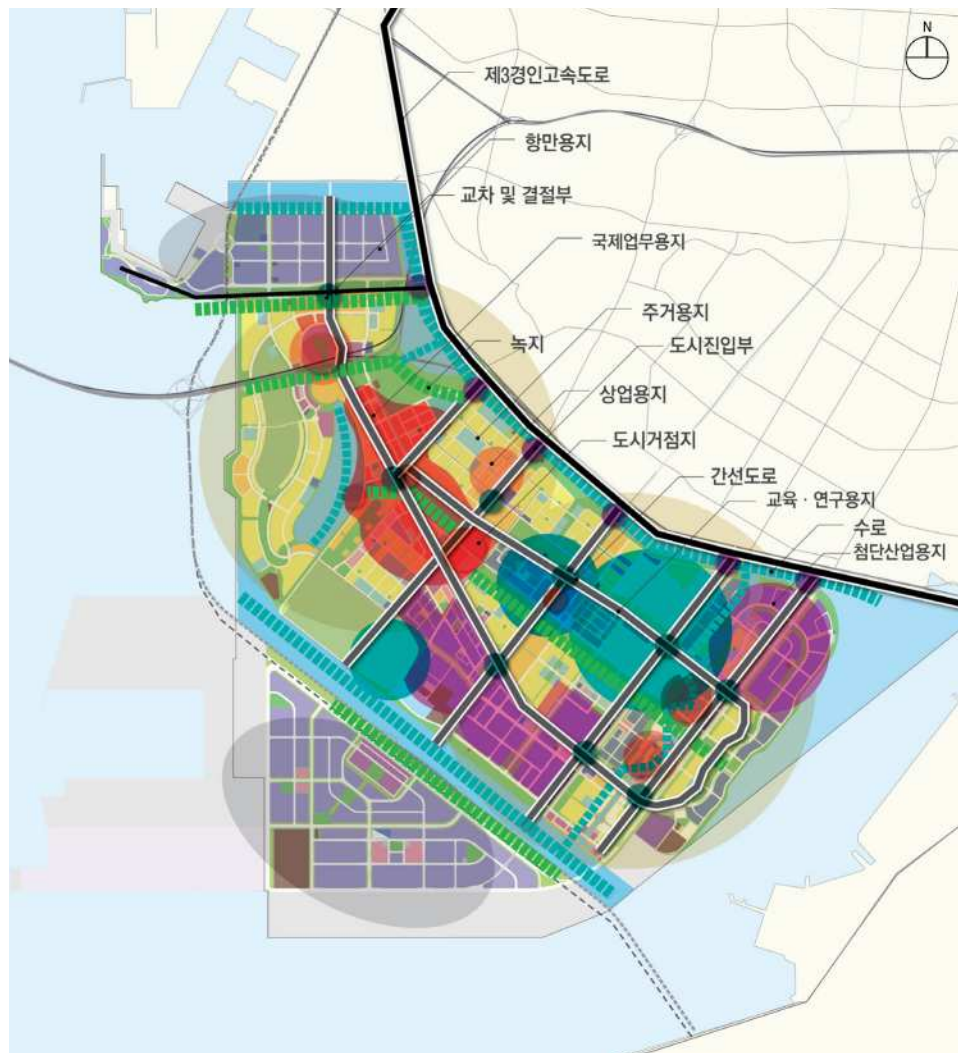 N
제3경인고속도로
항만용지
교차 및 결절부
국제업무용지
주거용지
녹지
도시진입부
상업용지
도시거점지
간선도로
교육 · 연구용지
수로
첨단산업용지